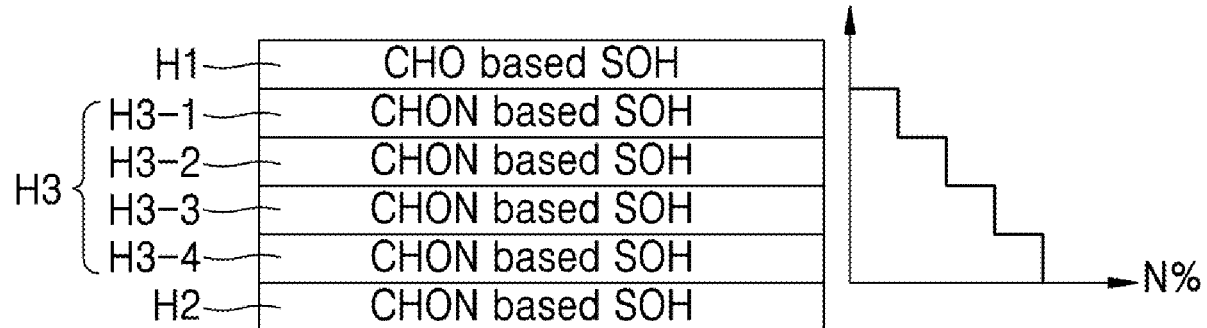 H1 CHO based SOH
H3-1 CHON based SOH
H3-2 CHON based SOH
H3 H3-3 CHON based SOH
H3-4 CHON based SOH
H2 CHON based SOH
N%